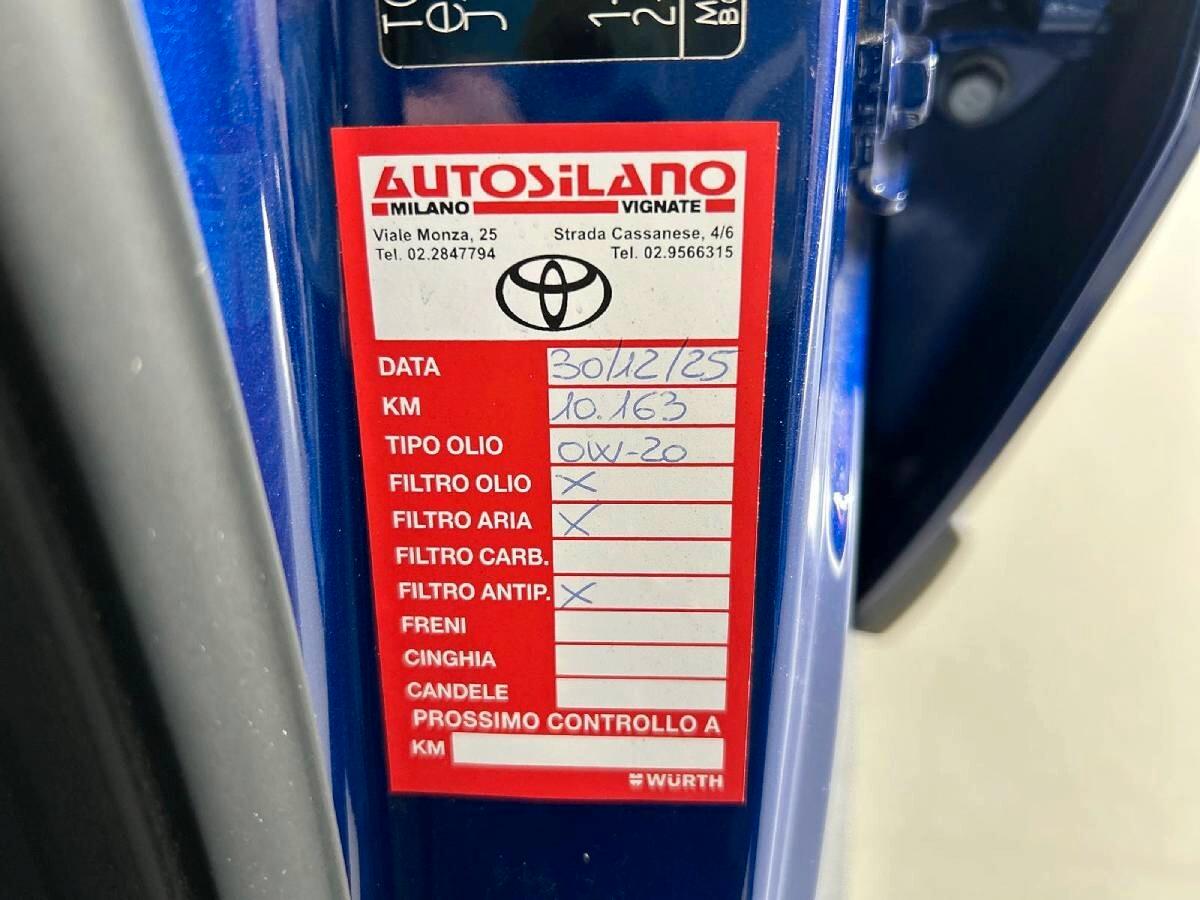 AUTOSiLANO
MILANO VIGNATE
Viale Monza, 25 Strada Cassanese, 4/6
Tel. 02.2847794 Tel. 02.9566315
DATA 30/12/25
KM 10.163
TIPO OLIO 0W-20
FILTRO OLIO X
FILTRO ARIA X
FILTRO CARB.
FILTRO ANTIP. X
FRENI
CINGHIA
CANDELE
PROSSIMO CONTROLLO A
KM
WÜRTH